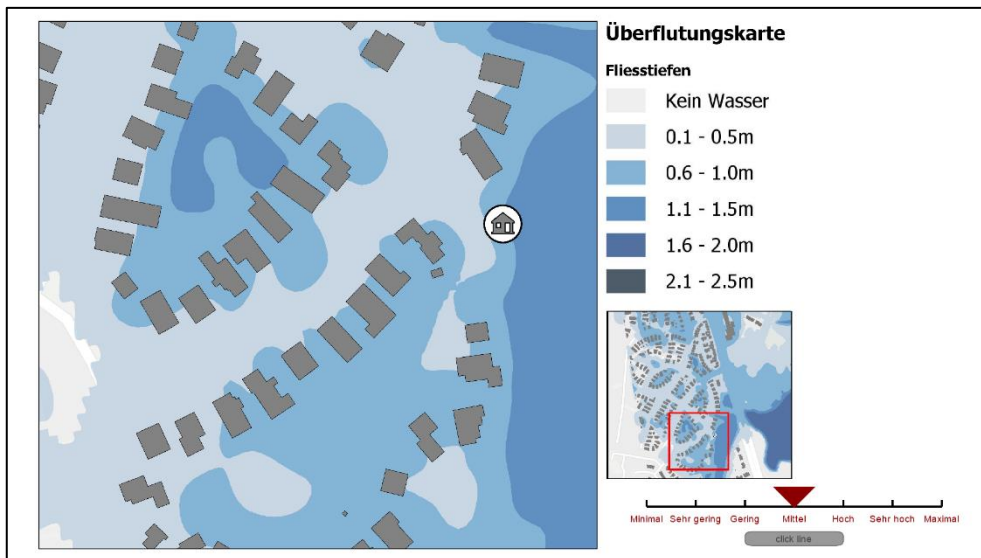 Überflutungskarte
Fliesstiefen
Kein Wasser
0.1 - 0.5m
0.6 - 1.0m
1.1 - 1.5m
1.6 - 2.0m
2.1 - 2.5m
Minimal Sehr gering Gering Mittel Hoch Sehr hoch Maximal
click line